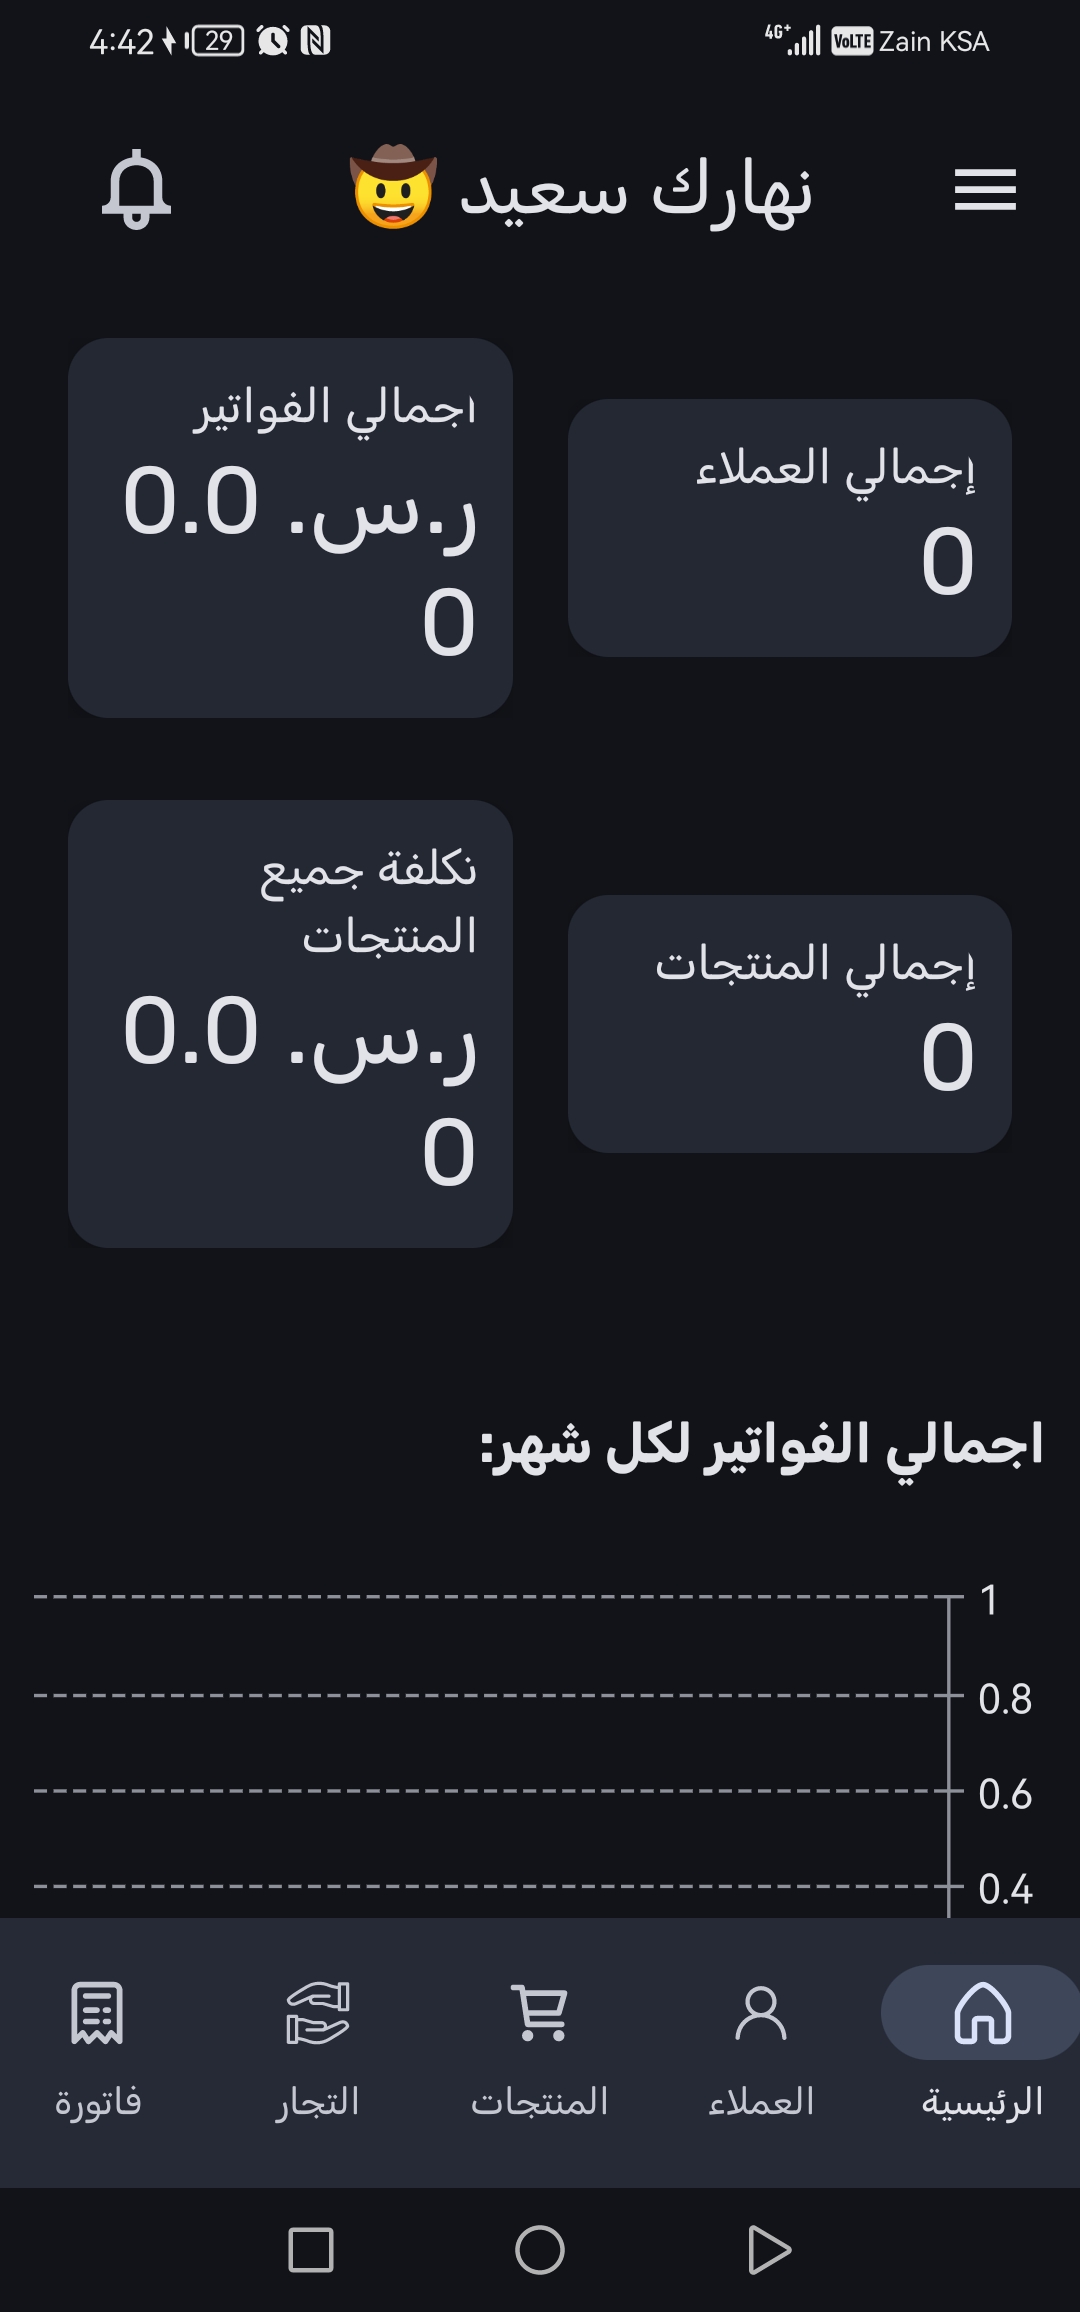 4:42 29 4G+ VoLTE Zain KSA
نهارك سعيد 🤠
إجمالي العملاء
0
اجمالي الفواتير
ر.س. 0.0
0
إجمالي المنتجات
0
نكلفة جميع
المنتجات
ر.س. 0.0
0
اجمالي الفواتير لكل شهر:
1
0.8
0.6
0.4
الرئيسية
العملاء
المنتجات
التجار
فاتورة